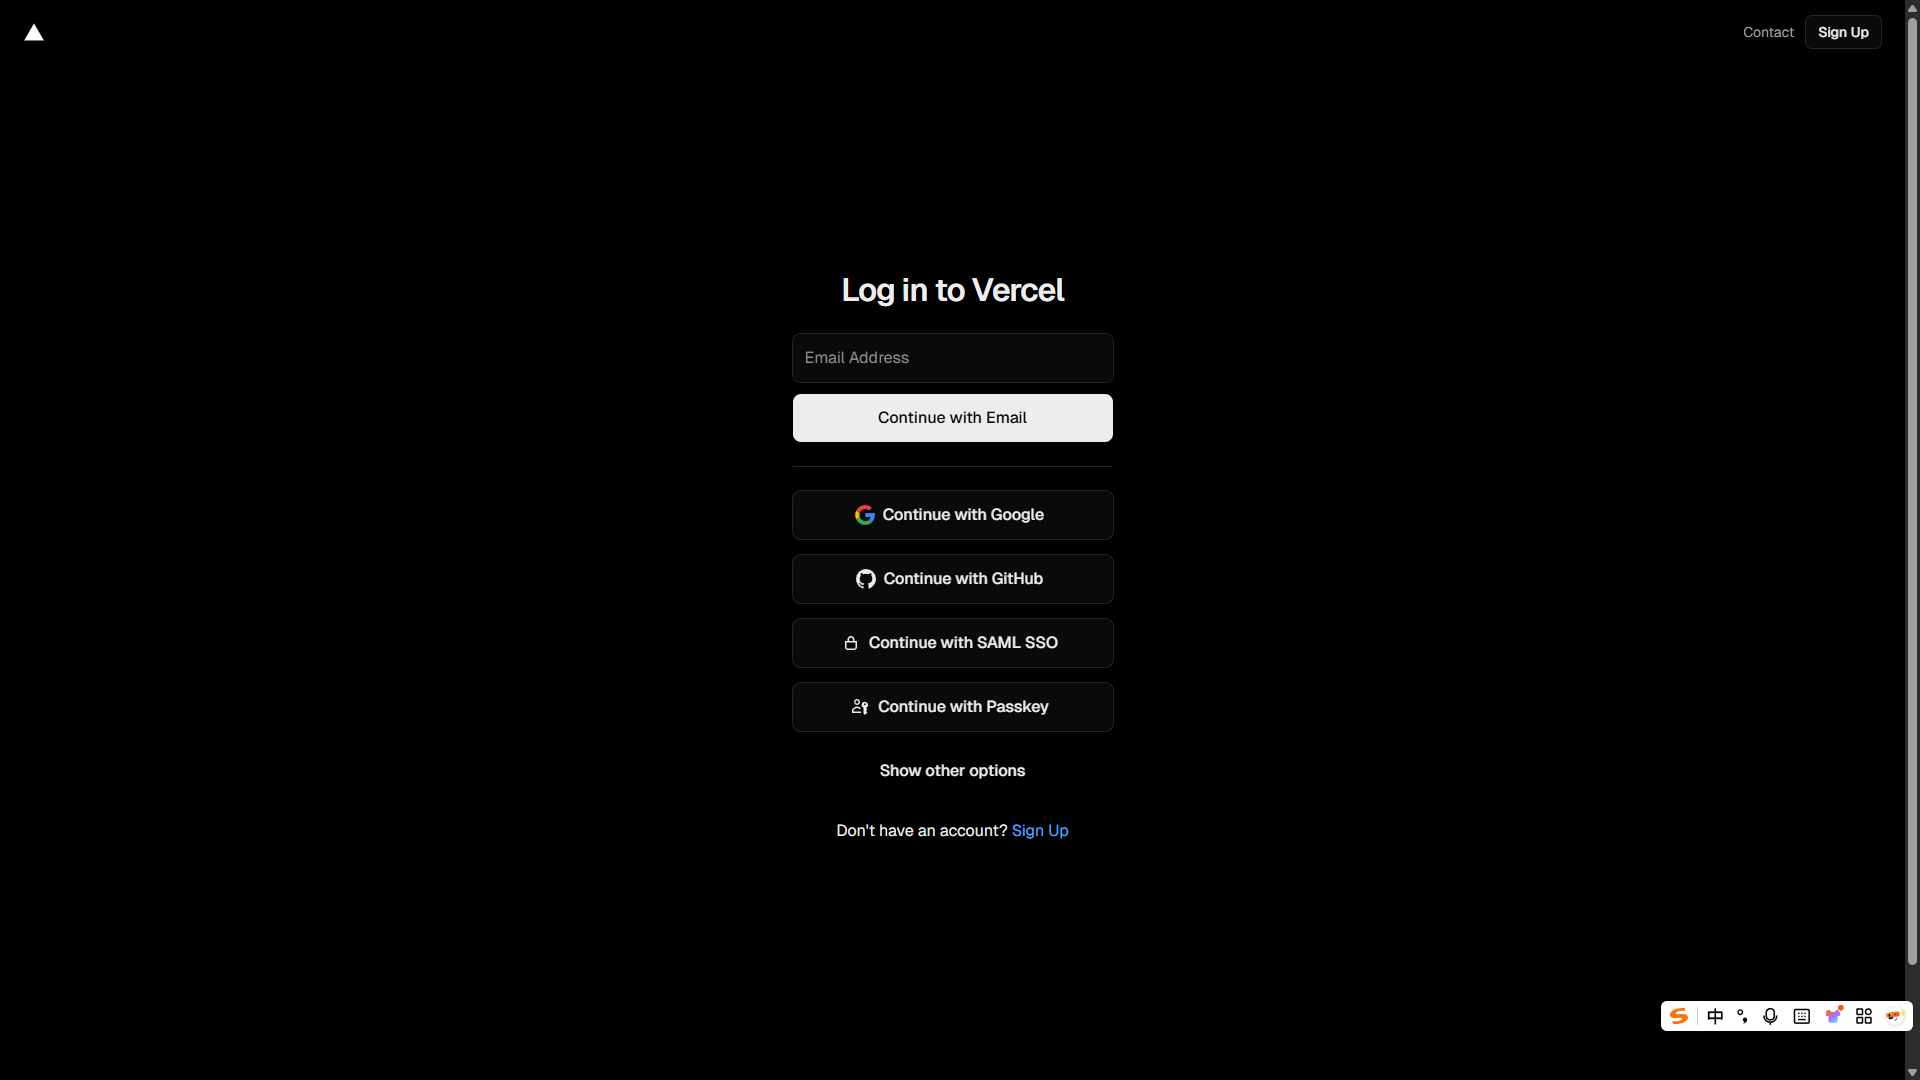 Contact
Sign Up
Log in to Vercel
Email Address
Continue with Email
Continue with Google
Continue with GitHub
Continue with SAML SSO
Continue with Passkey
Show other options
Don't have an account? Sign Up
中